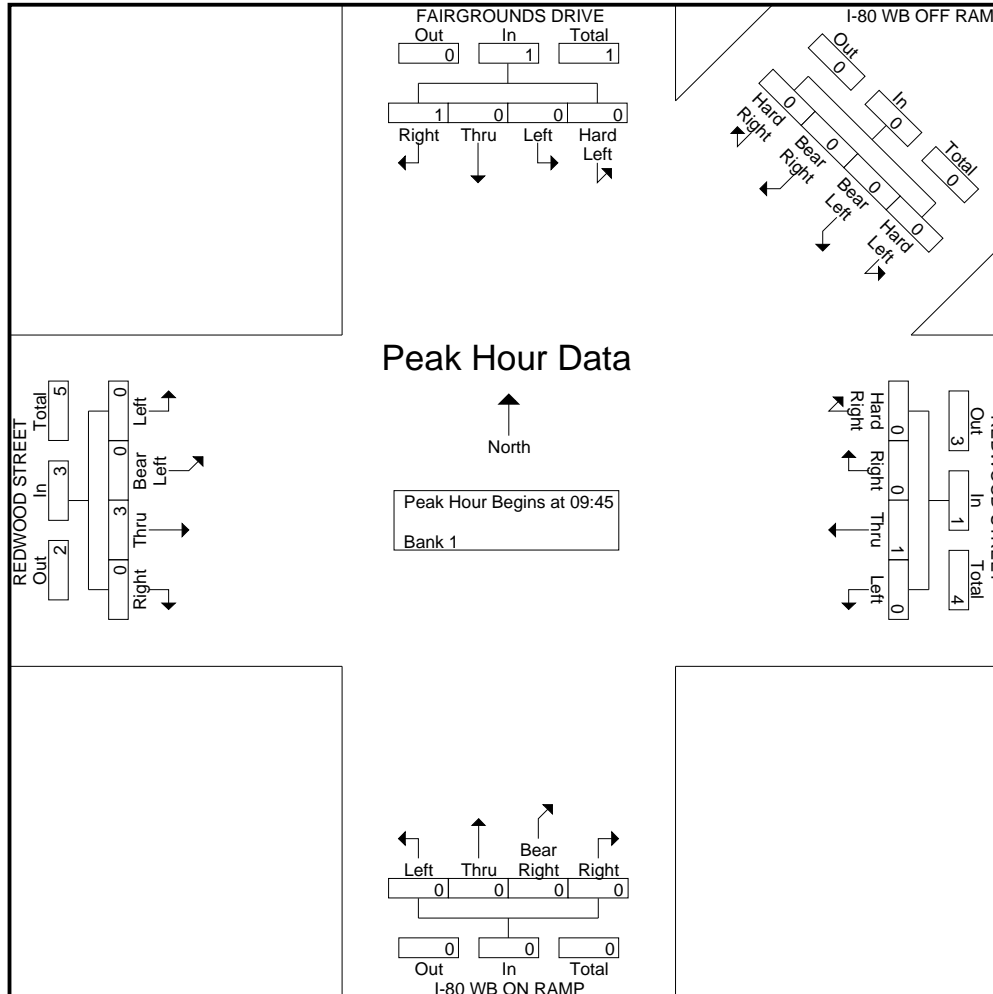 FAIRGROUNDS DRIVE
Out In Total
0 1 1
1 0 0 0
Right Thru Left Hard Left
I-80 WB OFF RAM
Out In Total
0 0 0
0 0 0 0
Hard Right Bear Right Bear Left Hard Left
Peak Hour Data
North
Peak Hour Begins at 09:45
Bank 1
REDWOOD STREET
Out In Total
2 3 5
0 0 3 0
Left Bear Left Thru Right
Out In Total
3 1 4
0 0 1 0
Hard Right Right Thru Left
Left Thru Bear Right Right
0 0 0 0
0 0 0
Out In Total
I-80 WB ON RAMP